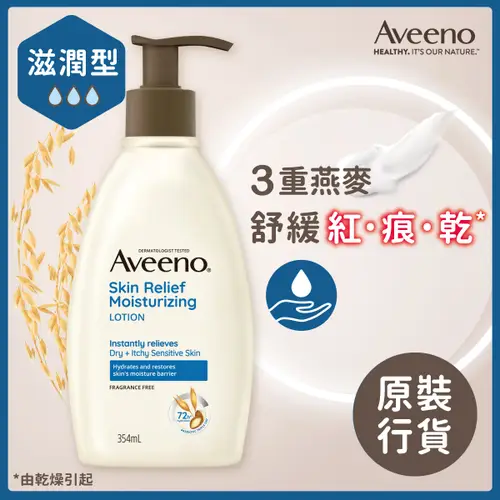 滋潤型
Aveeno
HEALTHY. IT'S OUR NATURE.™
3重燕麥
舒緩紅・痕・乾*
DERMATOLOGIST TESTED
Aveeno®
Skin Relief
Moisturizing
LOTION
Instantly relieves
Dry + Itchy Sensitive Skin
Hydrates and restores
skin's moisture barrier
FRAGRANCE FREE
72hr
354mL
原裝
行貨
*由乾燥引起